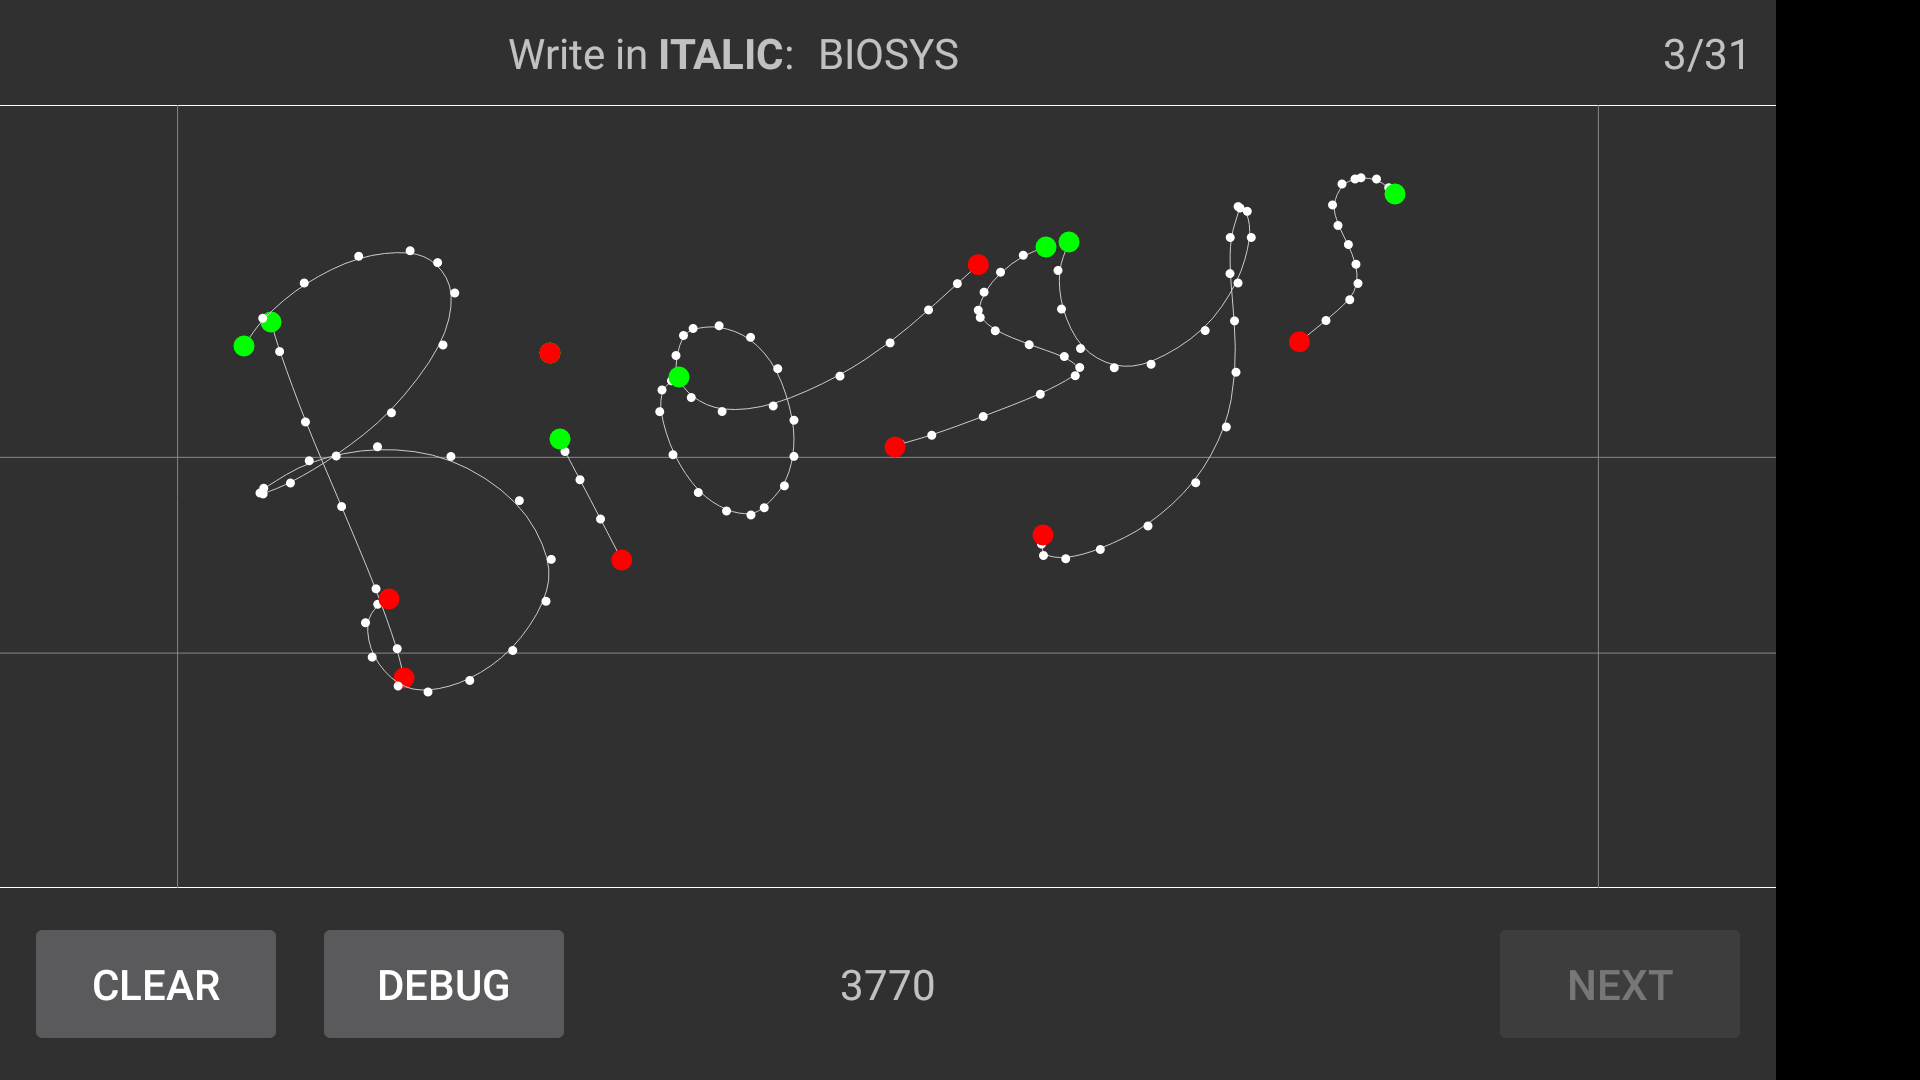 Write in ITALIC: BIOSYS
3/31
Biosys
CLEAR
DEBUG
3770
NEXT